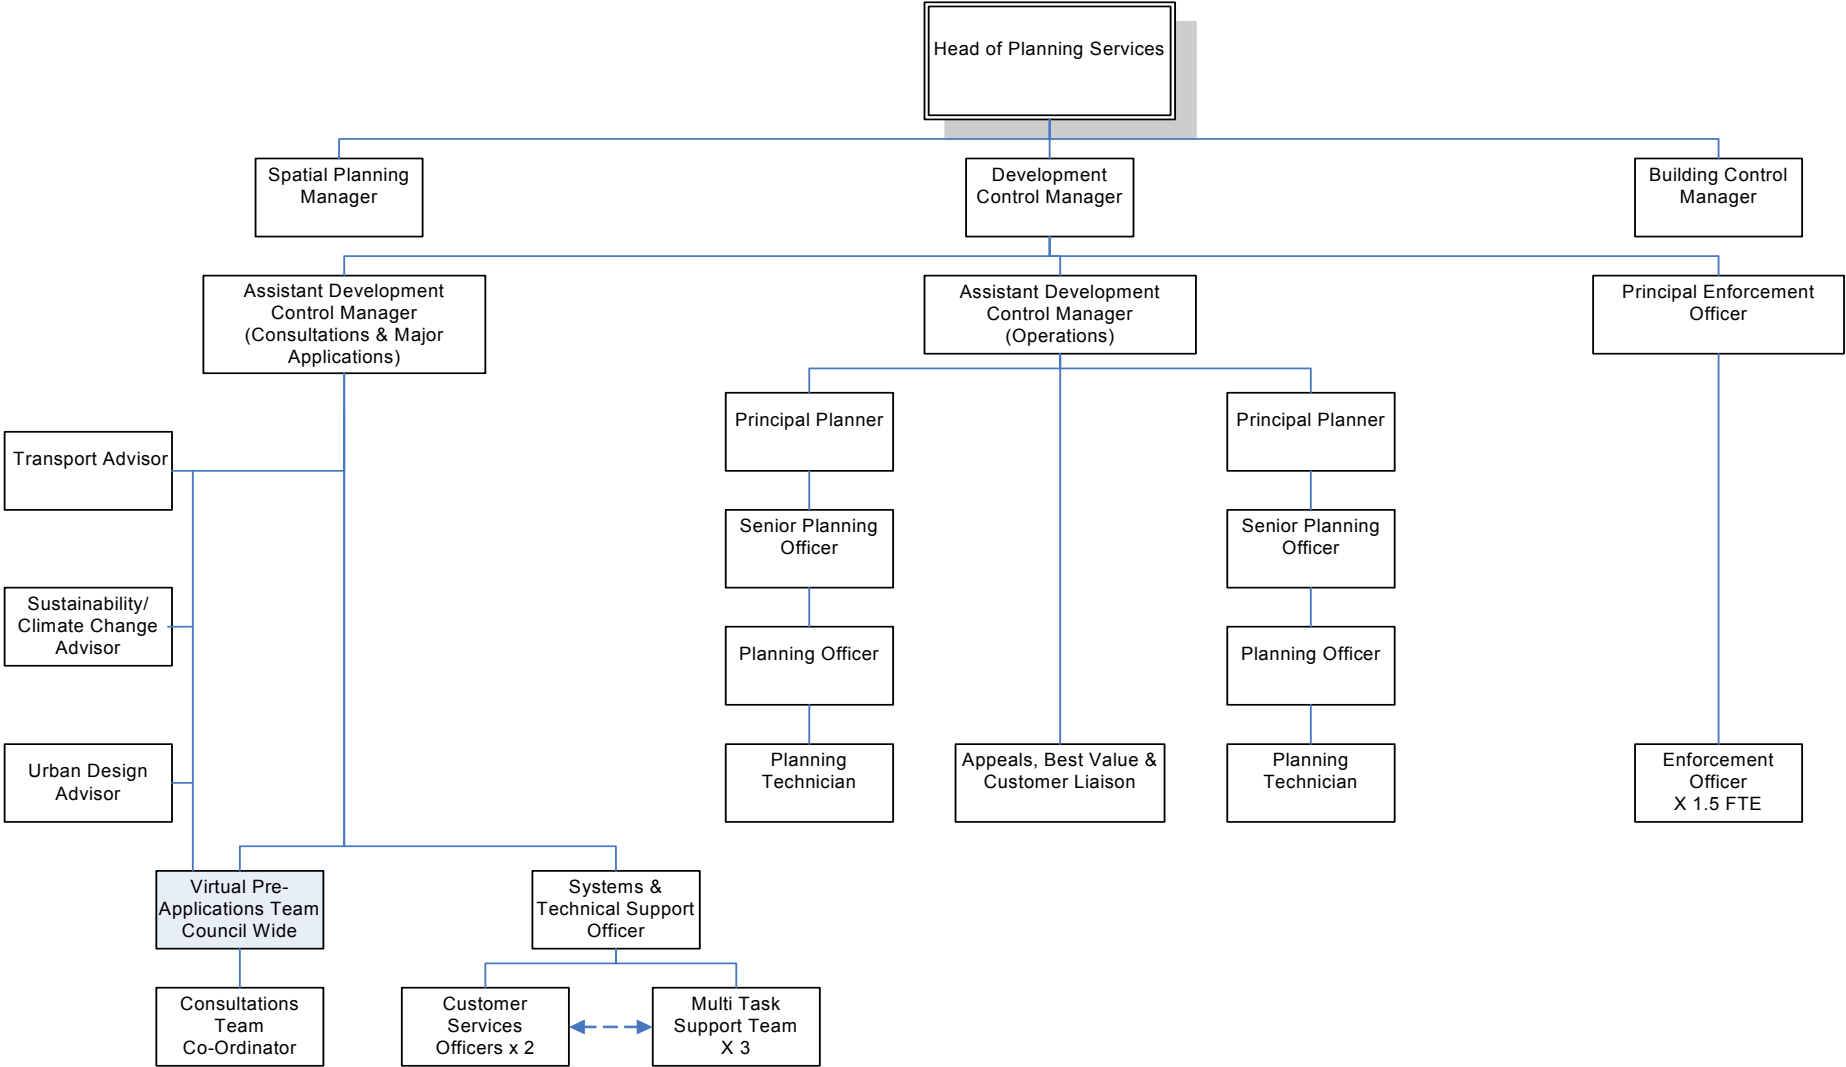 Head of Planning Services
Spatial Planning
Manager
Development
Control Manager
Building Control
Manager
Assistant Development
Control Manager
(Consultations & Major
Applications)
Assistant Development
Control Manager
(Operations)
Principal Enforcement
Officer
Principal Planner
Principal Planner
Transport Advisor
Senior Planning
Officer
Senior Planning
Officer
Sustainability/
Climate Change
Advisor
Planning Officer
Planning Officer
Urban Design
Advisor
Planning
Technician
Appeals, Best Value &
Customer Liaison
Planning
Technician
Enforcement
Officer
X 1.5 FTE
Virtual Pre-
Applications Team
Council Wide
Systems &
Technical Support
Officer
Consultations
Team
Co-Ordinator
Customer
Services
Officers x 2
Multi Task
Support Team
X 3